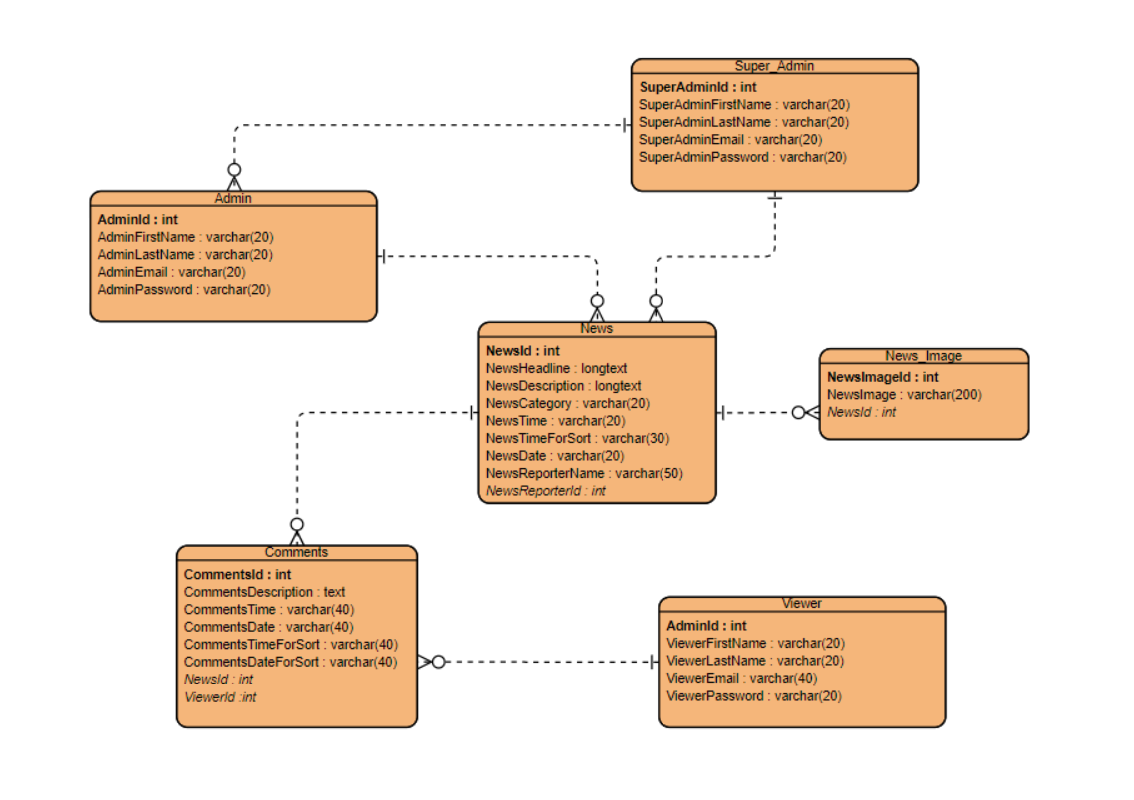 Super_Admin
SuperAdminId : int
SuperAdminFirstName : varchar(20)
SuperAdminLastName : varchar(20)
SuperAdminEmail : varchar(20)
SuperAdminPassword : varchar(20)
Admin
AdminId : int
AdminFirstName : varchar(20)
AdminLastName : varchar(20)
AdminEmail : varchar(20)
AdminPassword : varchar(20)
News
NewsId : int
NewsHeadline : longtext
NewsDescription : longtext
NewsCategory : varchar(20)
NewsTime : varchar(20)
NewsTimeForSort : varchar(30)
NewsDate : varchar(20)
NewsReporterName : varchar(50)
NewsReporterId : int
News_Image
NewsImageId : int
NewsImage : varchar(200)
NewsId : int
Comments
CommentsId : int
CommentsDescription : text
CommentsTime : varchar(40)
CommentsDate : varchar(40)
CommentsTimeForSort : varchar(40)
CommentsDateForSort : varchar(40)
NewsId : int
ViewerId :int
Viewer
AdminId : int
ViewerFirstName : varchar(20)
ViewerLastName : varchar(20)
ViewerEmail : varchar(40)
ViewerPassword : varchar(20)